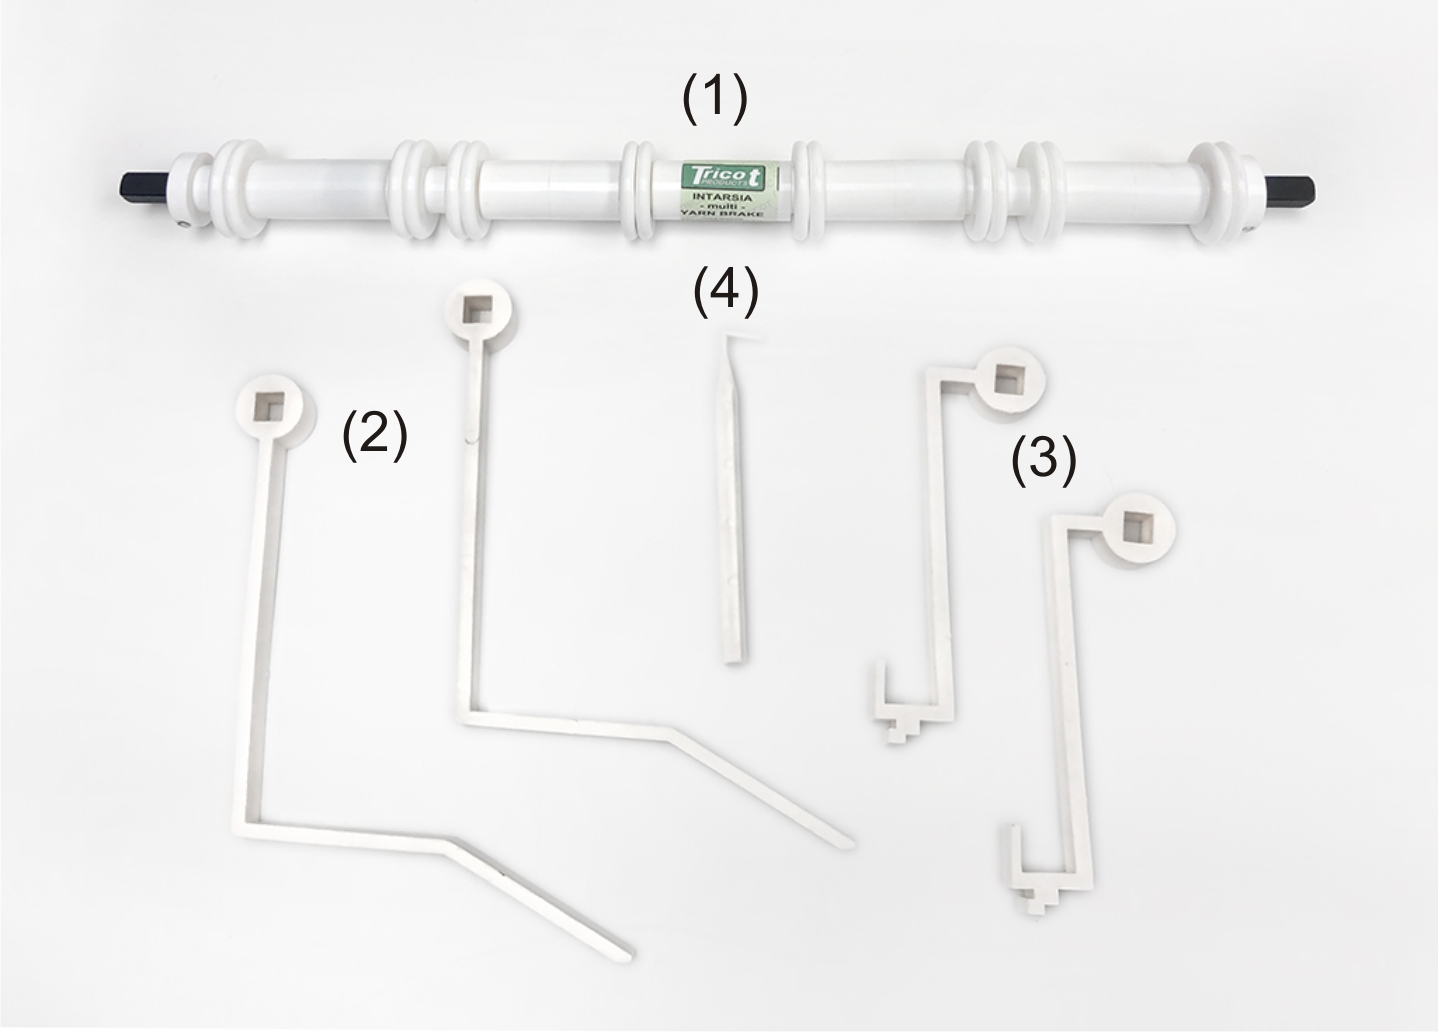 (1)
Tricot
PRODUCTS
INTARSIA
- multi -
YARN BRAKE
(4)
(2)
(3)